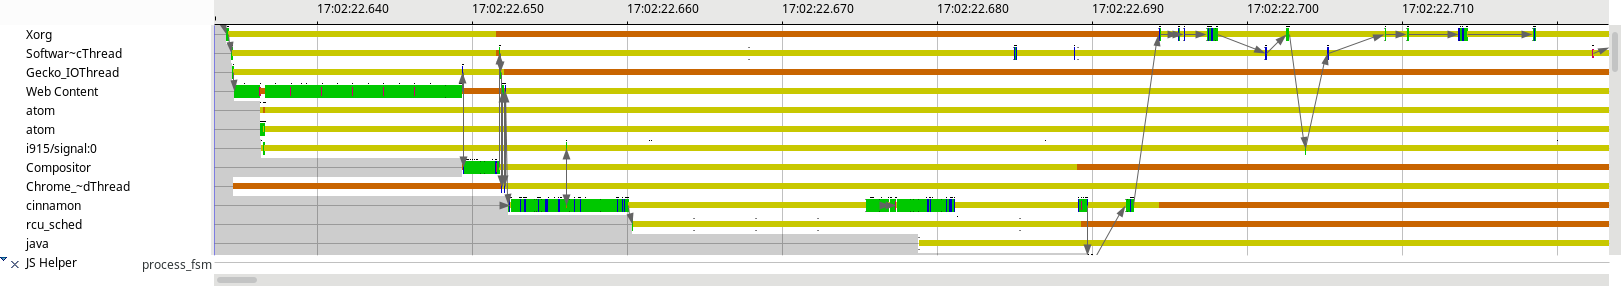 17:02:22.640 17:02:22.650 17:02:22.660 17:02:22.670 17:02:22.680 17:02:22.690 17:02:22.700 17:02:22.710
Xorg
Softwar~cThread
Gecko_IOThread
Web Content
atom
atom
i915/signal:0
Compositor
Chrome_~dThread
cinnamon
rcu_sched
java
JS Helper process_fsm